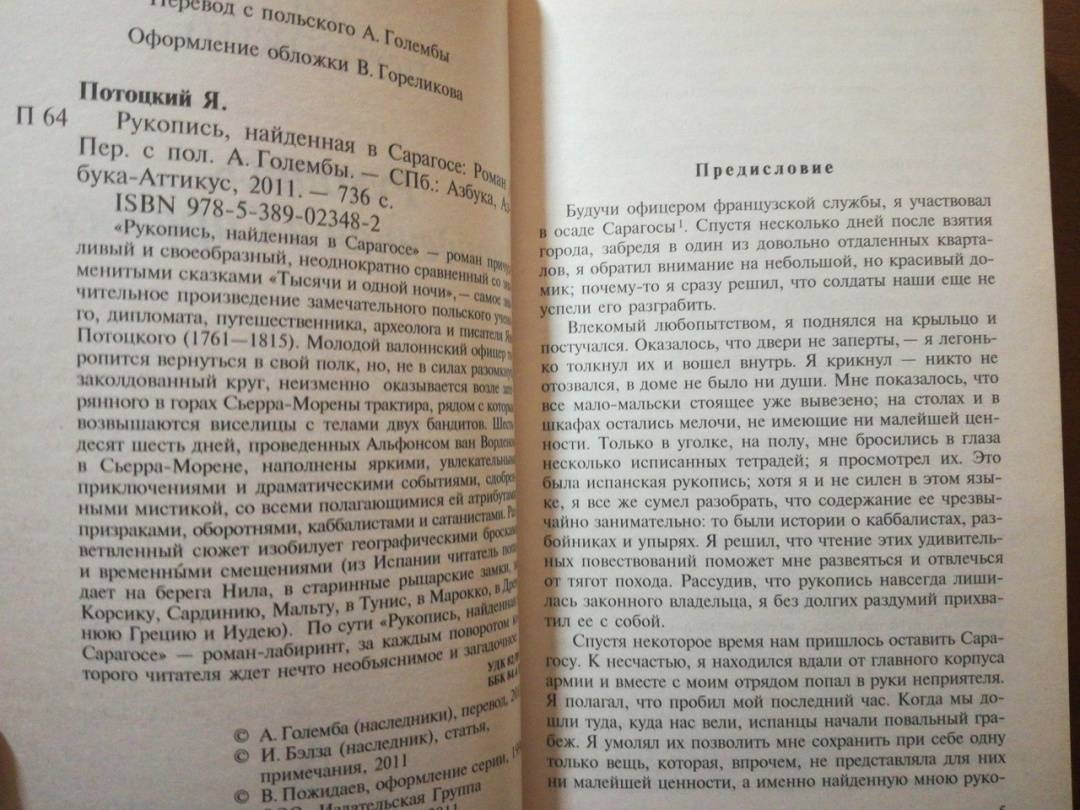 Перевод с польского А. Голембы
Оформление обложки В. Гореликова
Потоцкий Я.
П 64
Рукопись, найденная в Сарагосе: Роман
Пер. с пол. А. Голембы. — СПб.: Азбука, Аз-
бука-Аттикус, 2011. — 736 с.
ISBN 978-5-389-02348-2
«Рукопись, найденная в Сарагосе» — роман
ливый и своеобразный, неоднократно сравненный со
менитыми сказками «Тысячи и одной ночи», — самое
чительное произведение замечательного польского
го, дипломата, путешественника, археолога и писателя
Потоцкого (1761—1815). Молодой валоннский офицер
ропится вернуться в свой полк, но, не в силах
заколдованный круг, неизменно оказывается возле
рянного в горах Сьерра-Морены трактира, рядом с
возвышаются виселицы с телами двух бандитов. Шесть-
десят шесть дней, проведенных Альфонсом ван
в Сьерра-Морене, наполнены яркими, увлекательными
приключениями и драматическими событиями,
ными мистикой, со всеми полагающимися ей атрибутами
призраками, оборотнями, каббалистами и сатанистами.
ветвленный сюжет изобилует географическими
и временны́ми смещениями (из Испании читатель
дает на берега Нила, в старинные рыцарские замки,
Корсику, Сардинию, Мальту, в Тунис, в Марокко, в
нюю Грецию и Иудею). По сути «Рукопись, найденная
Сарагосе» — роман-лабиринт, за каждым поворотом
торого читателя ждет нечто необъяснимое и загадочное.
УДК
ББК
© А. Големба (наследники), перевод,
© И. Бэлза (наследник), статья,
примечания, 2011
© В. Пожидаев, оформление серии,
Издательская Группа
Предисловие
Будучи офицером французской службы, я участвовал
в осаде Сарагосы¹. Спустя несколько дней после взятия
города, забредя в один из довольно отдаленных кварта-
лов, я обратил внимание на небольшой, но красивый до-
мик; почему-то я сразу решил, что солдаты наши еще не
успели его разграбить.
Влекомый любопытством, я поднялся на крыльцо и
постучался. Оказалось, что двери не заперты, — я легонь-
ко толкнул их и вошел внутрь. Я крикнул — никто не
отозвался, в доме не было ни души. Мне показалось, что
все мало-мальски стоящее уже вывезено; на столах и в
шкафах остались мелочи, не имеющие ни малейшей цен-
ности. Только в уголке, на полу, мне бросились в глаза
несколько исписанных тетрадей; я просмотрел их. Это
была испанская рукопись; хотя я и не силен в этом язы-
ке, я все же сумел разобрать, что содержание ее чрезвы-
чайно занимательно: то были истории о каббалистах, раз-
бойниках и упырях. Я решил, что чтение этих удивитель-
ных повествований поможет мне развеяться и отвлечься
от тягот похода. Рассудив, что рукопись навсегда лиши-
лась законного владельца, я без долгих раздумий прихва-
тил ее с собой.
Спустя некоторое время нам пришлось оставить Сара-
госу. К несчастью, я находился вдали от главного корпуса
армии и вместе с моим отрядом попал в руки неприятеля.
Я полагал, что пробил мой последний час. Когда мы до-
шли туда, куда нас вели, испанцы начали повальный гра-
беж. Я умолял их позволить мне сохранить при себе одну
только вещь, которая, впрочем, не представляла для них
ни малейшей ценности, а именно найденную мною руко-